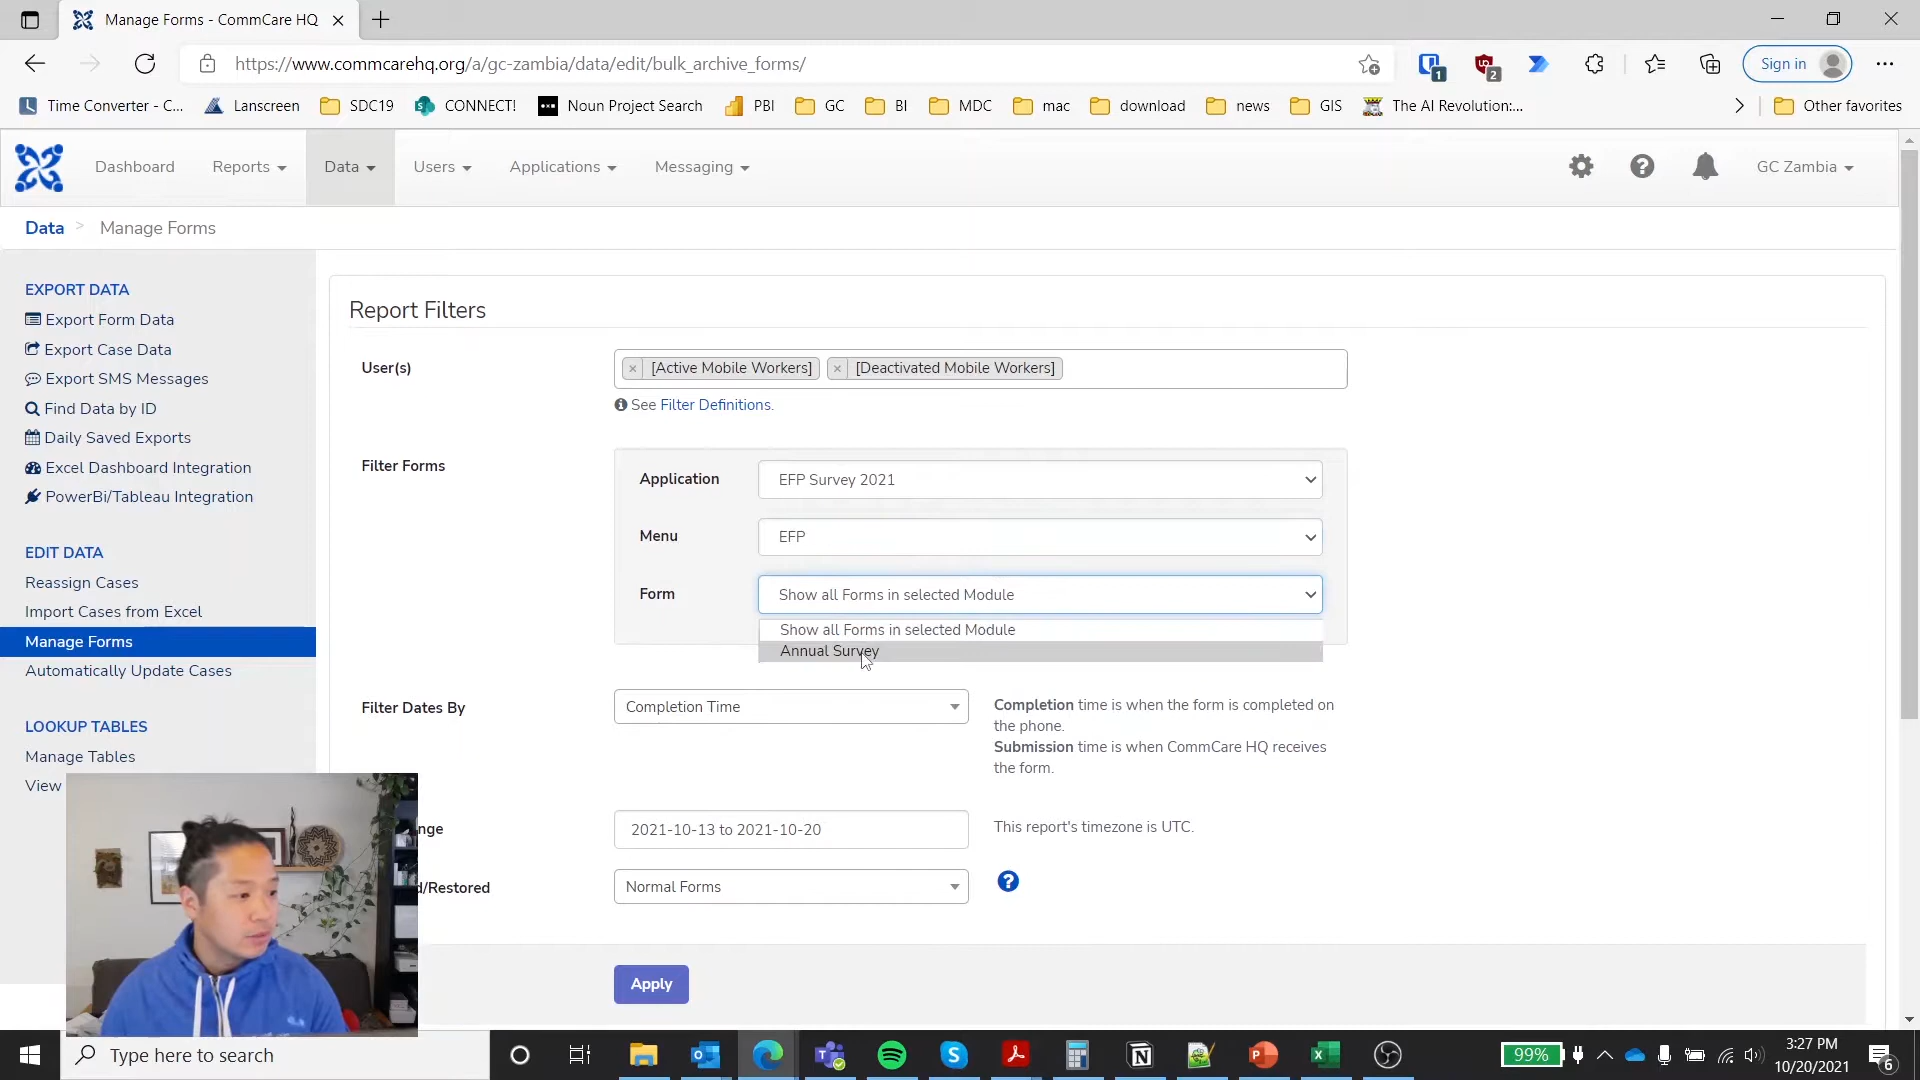 Manage Forms - CommCare HQ
https://www.commcarehq.org/a/gc-zambia/data/edit/bulk_archive_forms/
1
2
Sign in
Time Converter - C...
Lanscreen
SDC19
CONNECT!
Noun Project Search
PBI
GC
BI
MDC
mac
download
news
GIS
The AI Revolution:...
Other favorites
Dashboard
Reports
Data
Users
Applications
Messaging
GC Zambia
Data > Manage Forms
EXPORT DATA
Export Form Data
Export Case Data
Export SMS Messages
Find Data by ID
Daily Saved Exports
Excel Dashboard Integration
PowerBi/Tableau Integration
EDIT DATA
Reassign Cases
Import Cases from Excel
Manage Forms
Automatically Update Cases
LOOKUP TABLES
Manage Tables
View
Report Filters
User(s)
× [Active Mobile Workers] × [Deactivated Mobile Workers]
See Filter Definitions.
Filter Forms
Application
EFP Survey 2021
Menu
EFP
Form
Show all Forms in selected Module
Show all Forms in selected Module
Annual Survey
Filter Dates By
Completion Time
Completion time is when the form is completed on
the phone.
Submission time is when CommCare HQ receives
the form.
nge
2021-10-13 to 2021-10-20
This report's timezone is UTC.
d/Restored
Normal Forms
Apply
Type here to search
99%
3:27 PM
10/20/2021
6